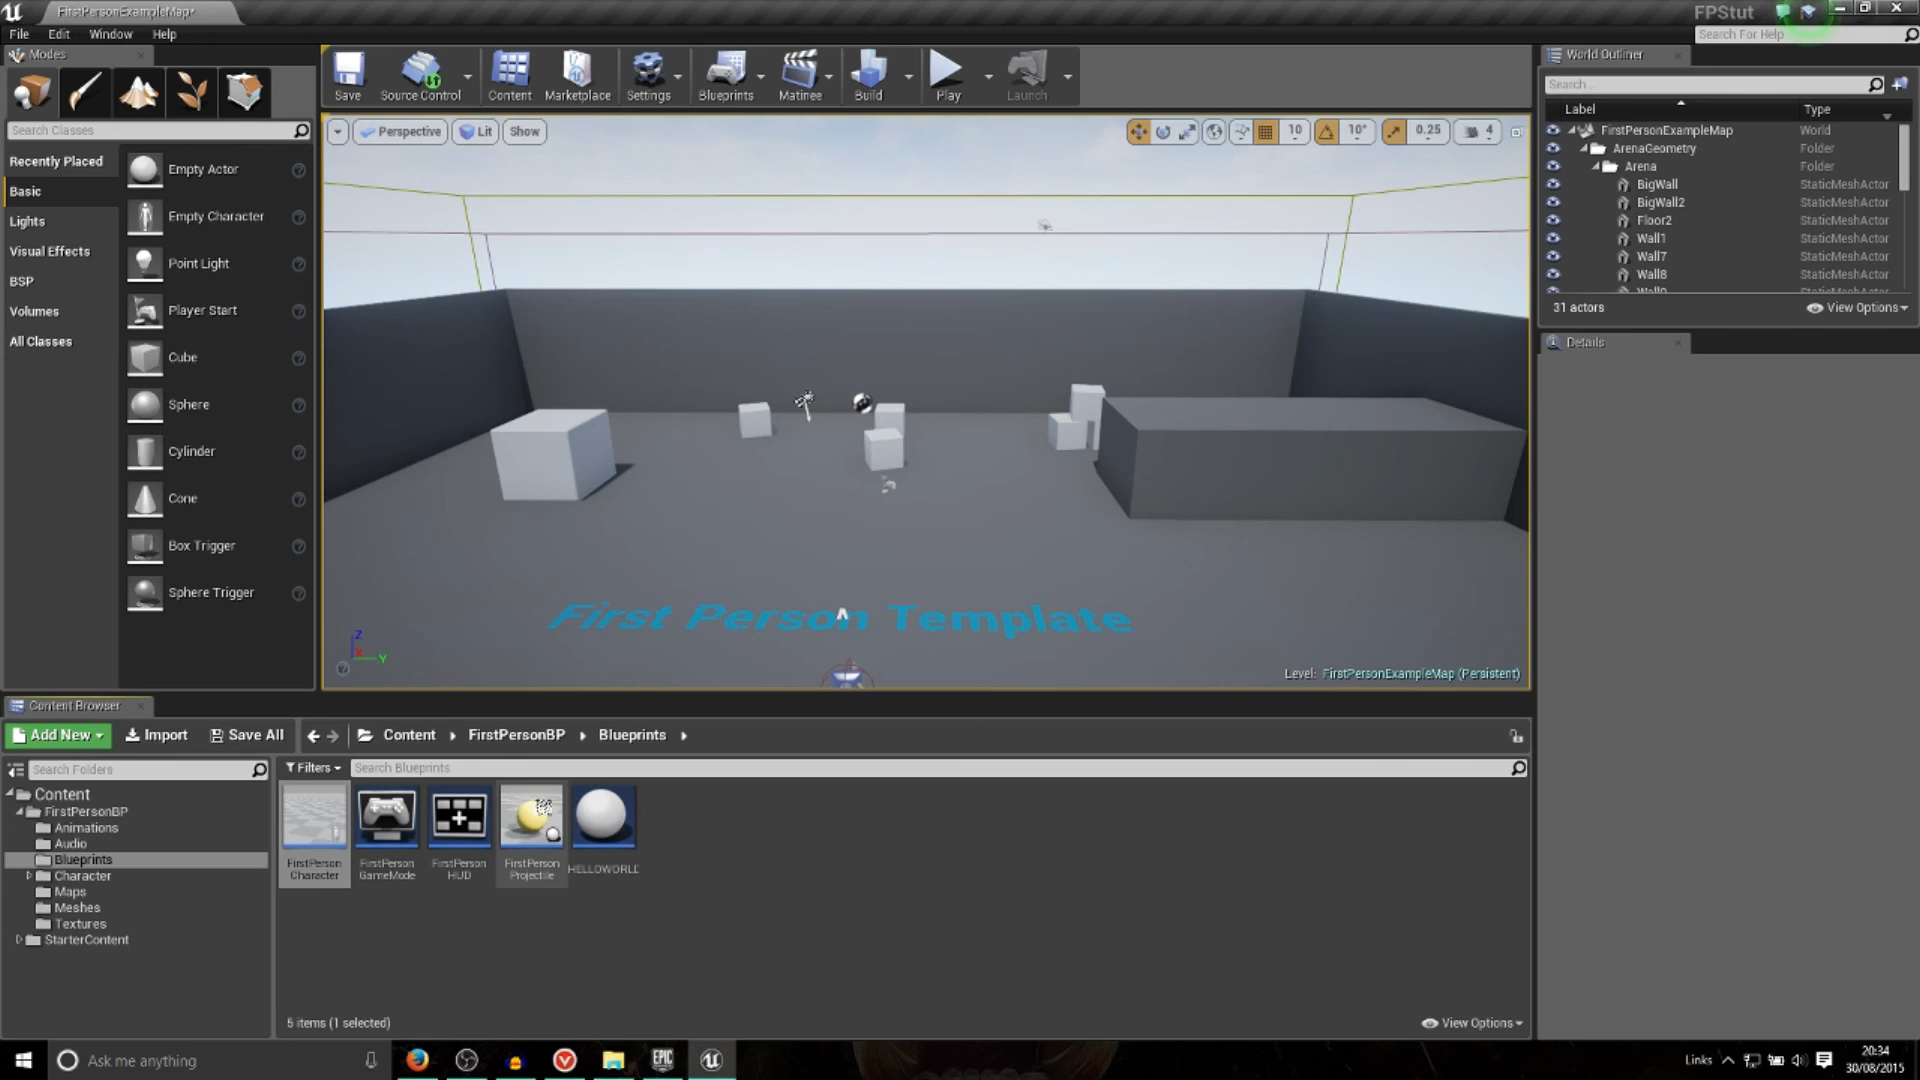 FirstPersonExampleMap*
FPStut
File Edit Window Help
Search For Help
Modes
Search Classes
Recently Placed
Basic
Lights
Visual Effects
BSP
Volumes
All Classes
Empty Actor
Empty Character
Point Light
Player Start
Cube
Sphere
Cylinder
Cone
Box Trigger
Sphere Trigger
Save
Source Control
Content
Marketplace
Settings
Blueprints
Matinee
Build
Play
Launch
Perspective
Lit
Show
10
10°
0.25
4
First Person Template
Z
X
Y
Level: FirstPersonExampleMap (Persistent)
World Outliner
Search...
Label Type
FirstPersonExampleMap World
ArenaGeometry Folder
Arena Folder
BigWall StaticMeshActor
BigWall2 StaticMeshActor
Floor2 StaticMeshActor
Wall1 StaticMeshActor
Wall7 StaticMeshActor
Wall8 StaticMeshActor
31 actors
View Options
Details
Content Browser
Add New
Import
Save All
Content
FirstPersonBP
Blueprints
Search Folders
Filters
Search Blueprints
Content
FirstPersonBP
Animations
Audio
Blueprints
Character
Maps
Meshes
Textures
StarterContent
FirstPerson
Character
FirstPerson
GameMode
FirstPerson
HUD
FirstPerson
Projectile
HELLOWORLD
5 items (1 selected)
View Options
Ask me anything
EPIC
GAMES
Links
20:34
30/08/2015